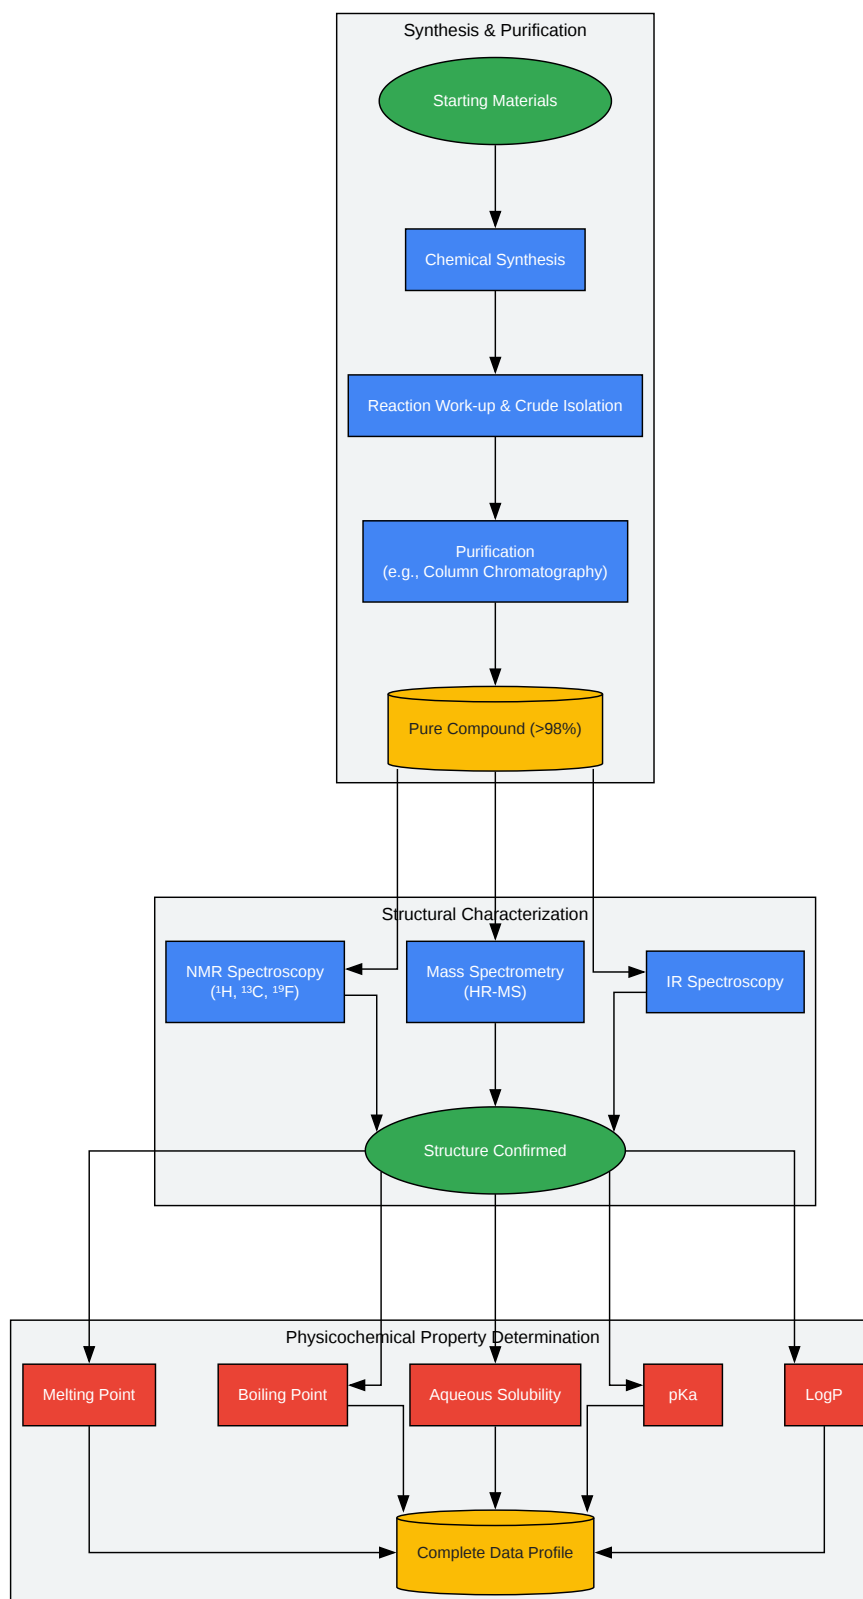 Synthesis & Purification
Starting Materials
Chemical Synthesis
Reaction Work-up & Crude Isolation
Purification
(e.g., Column Chromatography)
Pure Compound (>98%)
Structural Characterization
NMR Spectroscopy
(¹H, ¹³C, ¹⁹F)
Mass Spectrometry
(HR-MS)
IR Spectroscopy
Structure Confirmed
Physicochemical Property Determination
Melting Point
Boiling Point
Aqueous Solubility
pKa
LogP
Complete Data Profile